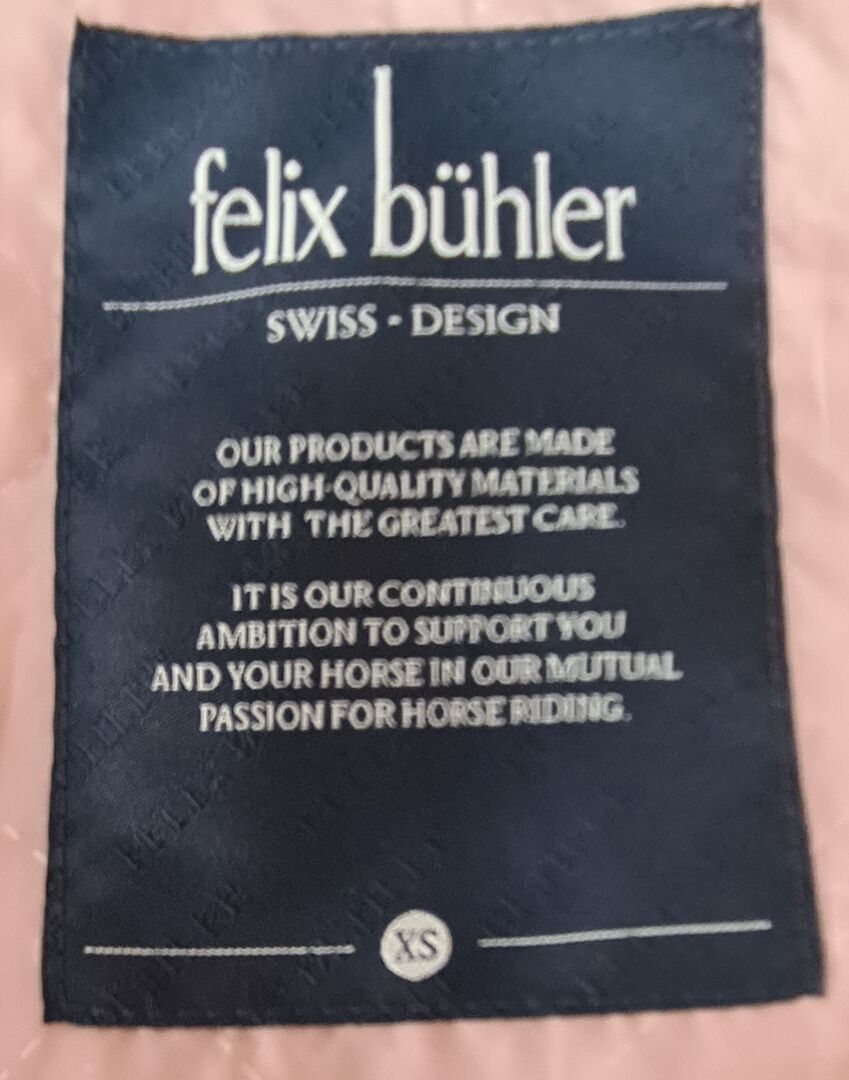 felix bühler
SWISS - DESIGN
OUR PRODUCTS ARE MADE
OF HIGH-QUALITY MATERIALS
WITH THE GREATEST CARE.
IT IS OUR CONTINUOUS
AMBITION TO SUPPORT YOU
AND YOUR HORSE IN OUR MUTUAL
PASSION FOR HORSE RIDING.
XS